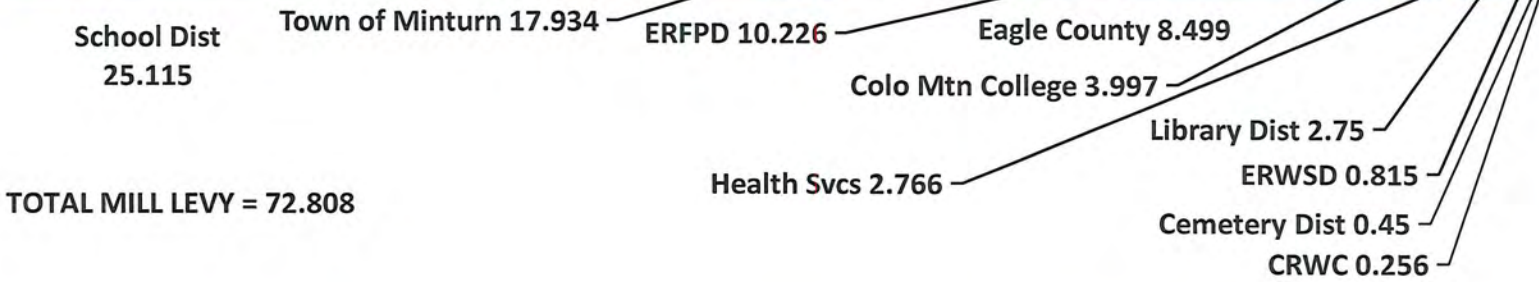 School Dist
25.115
Town of Minturn 17.934
ERFPD 10.226
Eagle County 8.499
Colo Mtn College 3.997
Library Dist 2.75
Health Svcs 2.766
ERWSD 0.815
TOTAL MILL LEVY = 72.808
Cemetery Dist 0.45
CRWC 0.256